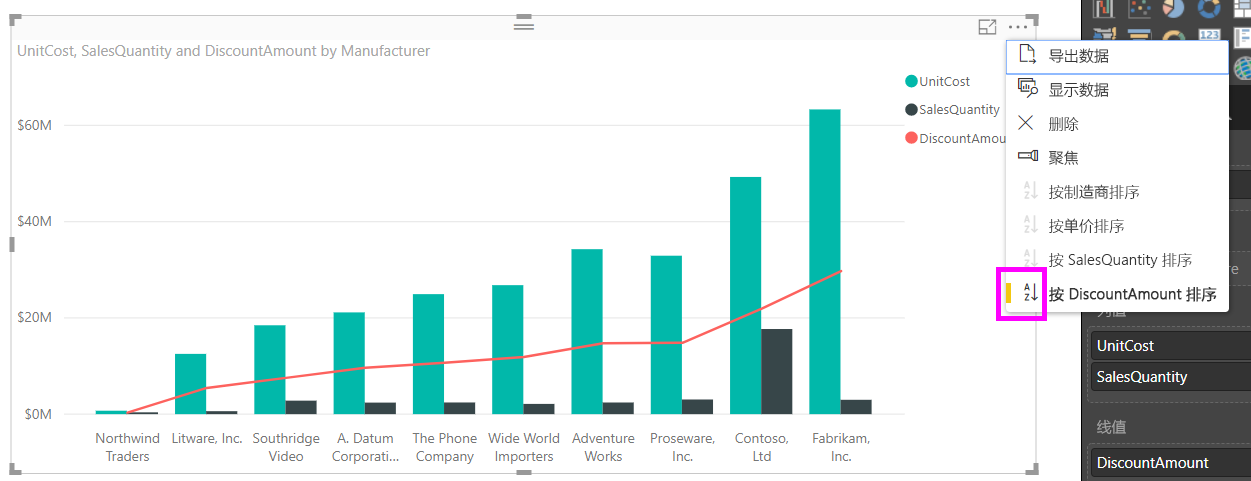 UnitCost, SalesQuantity and DiscountAmount by Manufacturer
UnitCost
SalesQuantity
DiscountAmou
$60M
$40M
$20M
$0M
Northwind
Traders
Litware, Inc.
Southridge
Video
A. Datum
Corporati...
The Phone
Company
Wide World
Importers
Adventure
Works
Proseware,
Inc.
Contoso,
Ltd
Fabrikam,
Inc.
导出数据
显示数据
删除
聚焦
按制造商排序
按单价排序
按 SalesQuantity 排序
按 DiscountAmount 排序
123
列值
UnitCost
SalesQuantity
线值
DiscountAmount